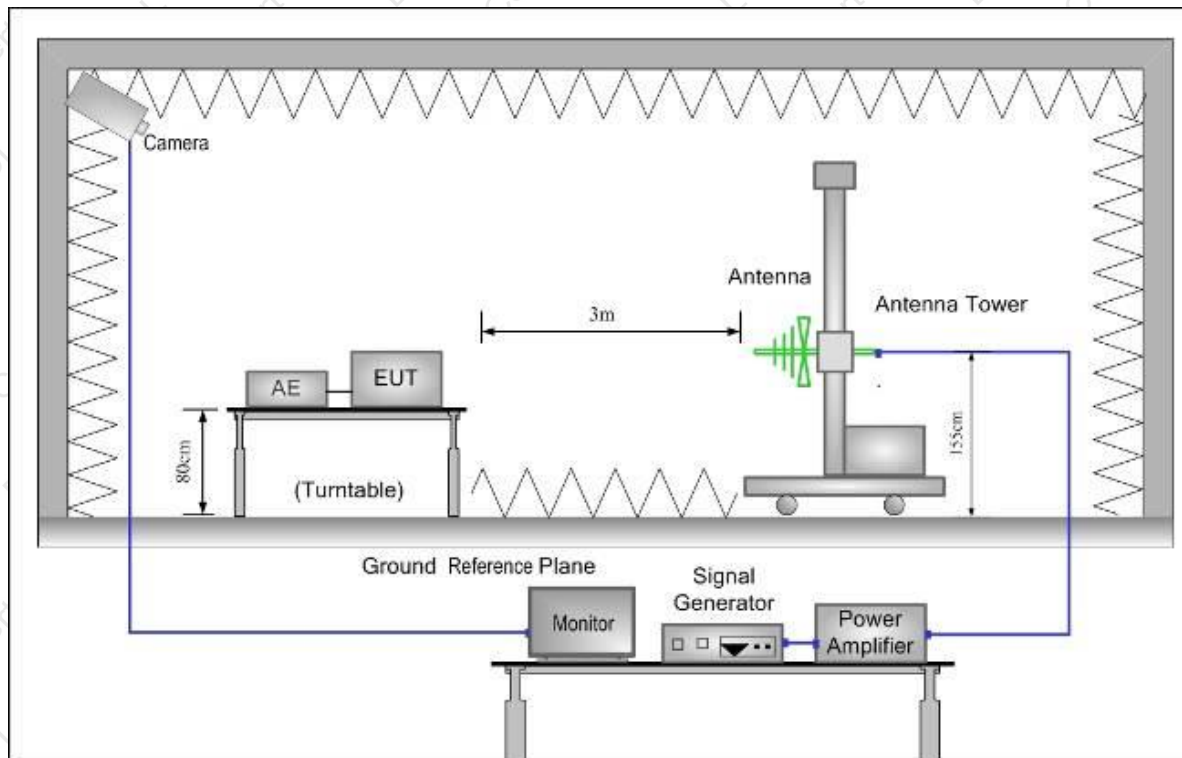 Camera
Antenna
3m
Antenna Tower
AE
EUT
80cm
155cm
(Turntable)
Ground Reference Plane
Signal
Generator
Monitor
Power
Amplifier